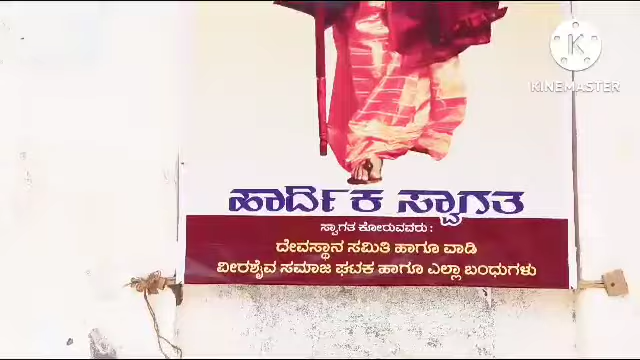 K
KINEMASTER
ಹಾರ್ದಿಕ ಸ್ವಾಗತ
ಸ್ವಾಗತ ಕೋರುವವರು :
ದೇವಸ್ಥಾನ ಸಮಿತಿ ಹಾಗೂ ವಾಡಿ
ವೀರಶೈವ ಸಮಾಜ ಘಟಕ ಹಾಗೂ ಎಲ್ಲಾ ಬಂಧುಗಳು